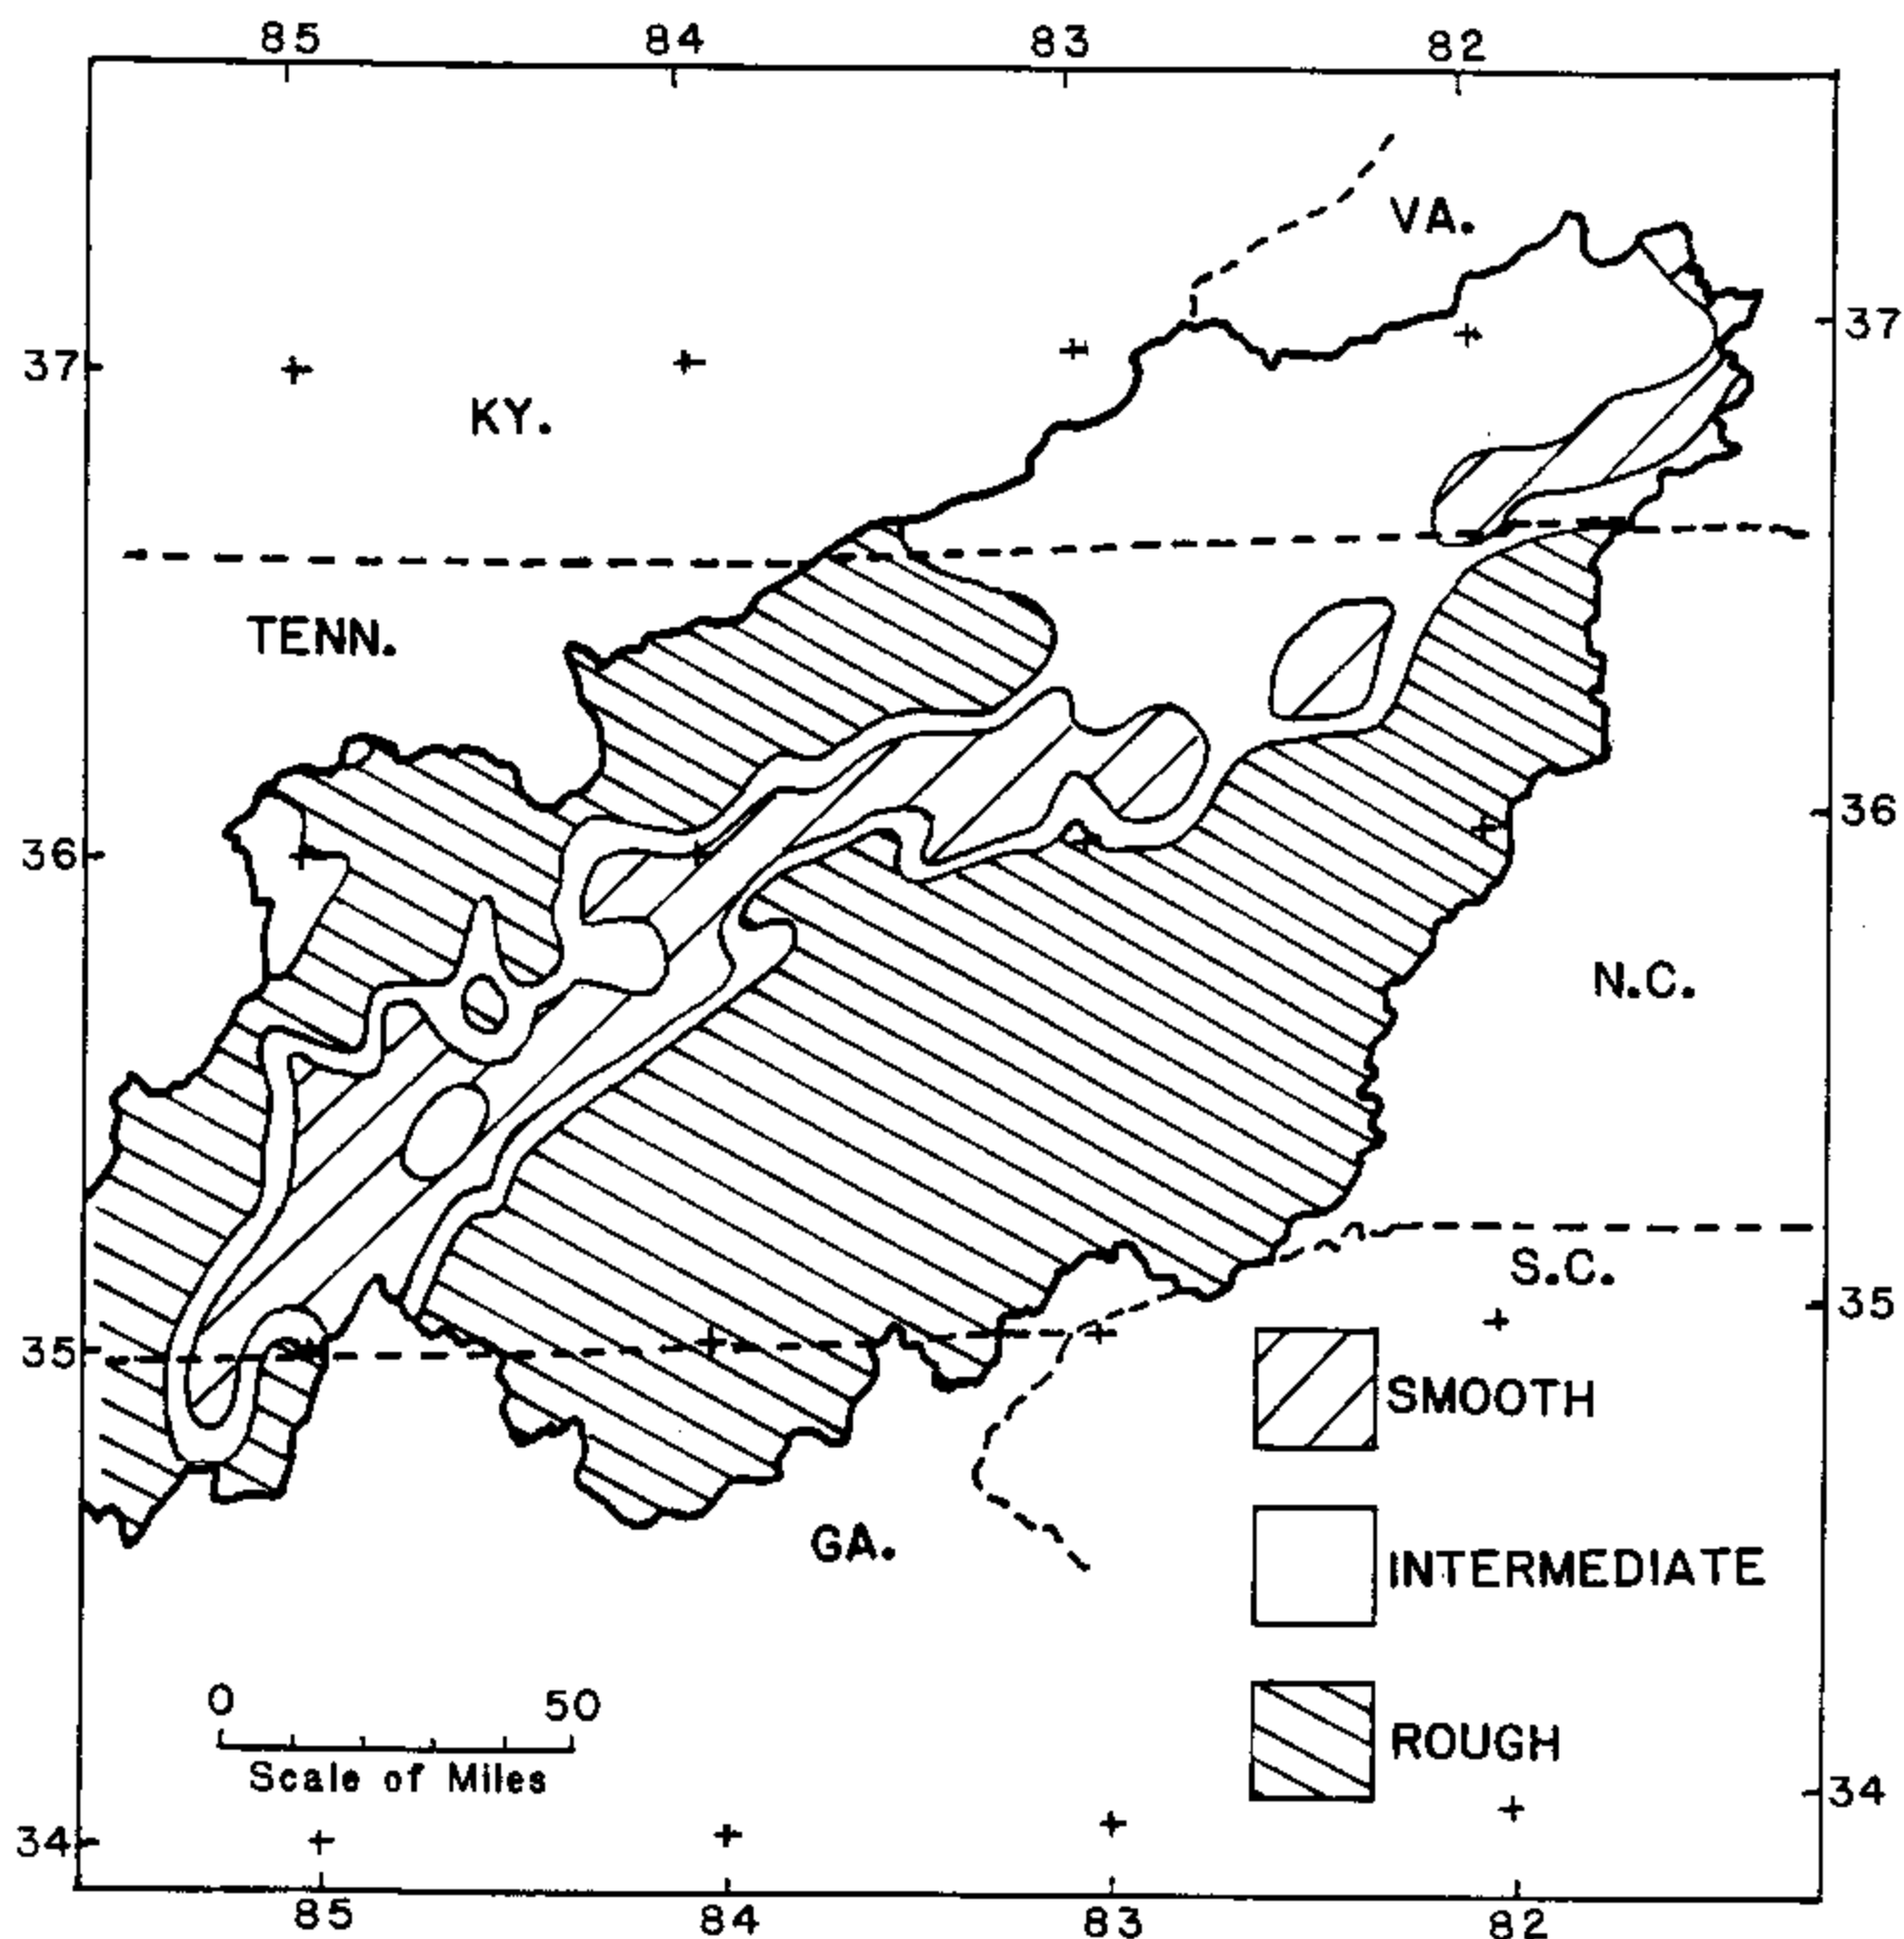 85 84 83 82
VA.
37 37
KY.
TENN.
36 36
N.C.
S.C.
35 35
SMOOTH
GA.
INTERMEDIATE
0 50
Scale of Miles
ROUGH
34 34
85 84 83 82